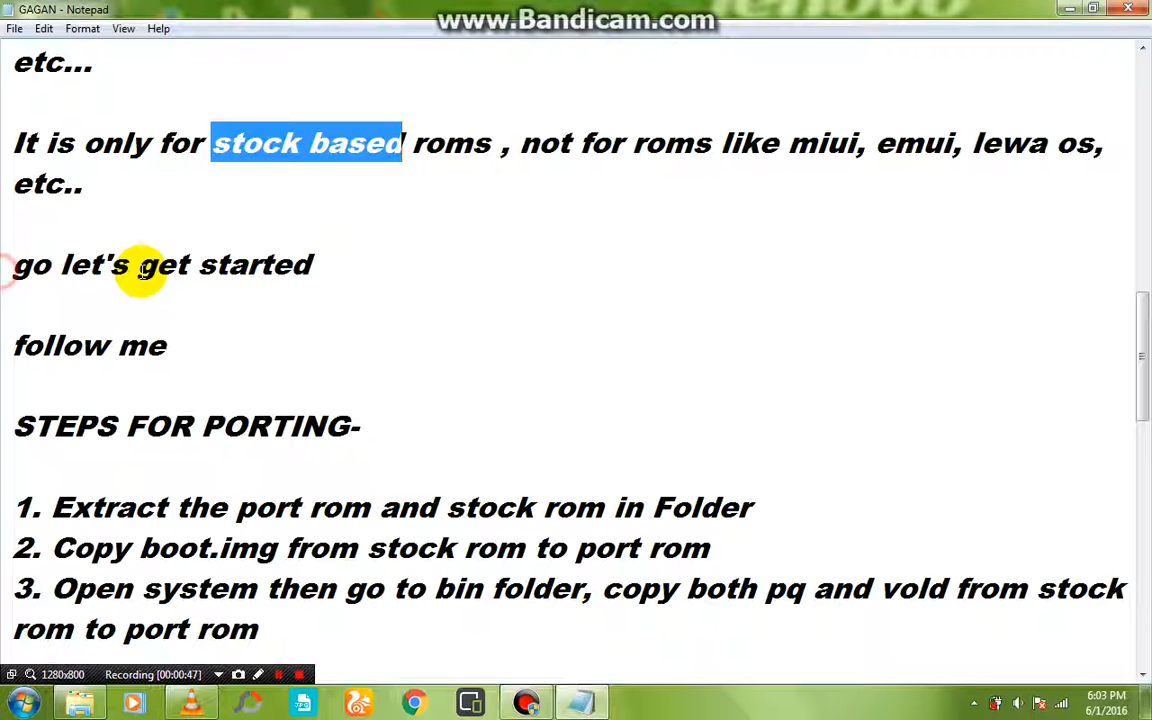 GAGAN - Notepad
www.Bandicam.com
File Edit Format View Help
etc...
It is only for stock based roms , not for roms like miui, emui, lewa os,
etc..
go let's get started
follow me
STEPS FOR PORTING-
1. Extract the port rom and stock rom in Folder
2. Copy boot.img from stock rom to port rom
3. Open system then go to bin folder, copy both pq and vold from stock
rom to port rom
1280x800 Recording [00:00:47]
JPG
6:03 PM
6/1/2016